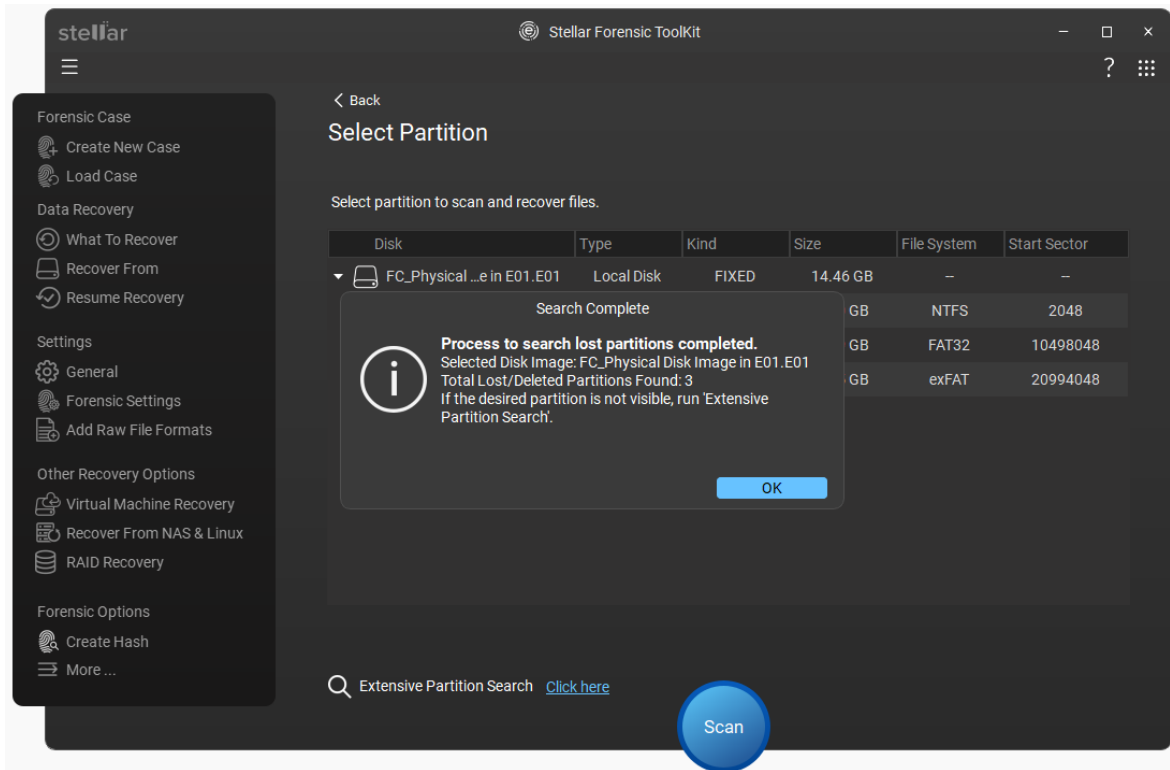 stellar
Stellar Forensic ToolKit
?
Forensic Case
Create New Case
Load Case
Data Recovery
What To Recover
Recover From
Resume Recovery
Settings
General
Forensic Settings
Add Raw File Formats
Other Recovery Options
Virtual Machine Recovery
Recover From NAS & Linux
RAID Recovery
Forensic Options
Create Hash
More ...
Back
Select Partition
Select partition to scan and recover files.
Disk Type Kind Size File System Start Sector
FC_Physical ...e in E01.E01 Local Disk FIXED 14.46 GB -- --
GB NTFS 2048
GB FAT32 10498048
GB exFAT 20994048
Search Complete
Process to search lost partitions completed.
Selected Disk Image: FC_Physical Disk Image in E01.E01
Total Lost/Deleted Partitions Found: 3
If the desired partition is not visible, run 'Extensive
Partition Search'.
OK
Extensive Partition Search Click here
Scan